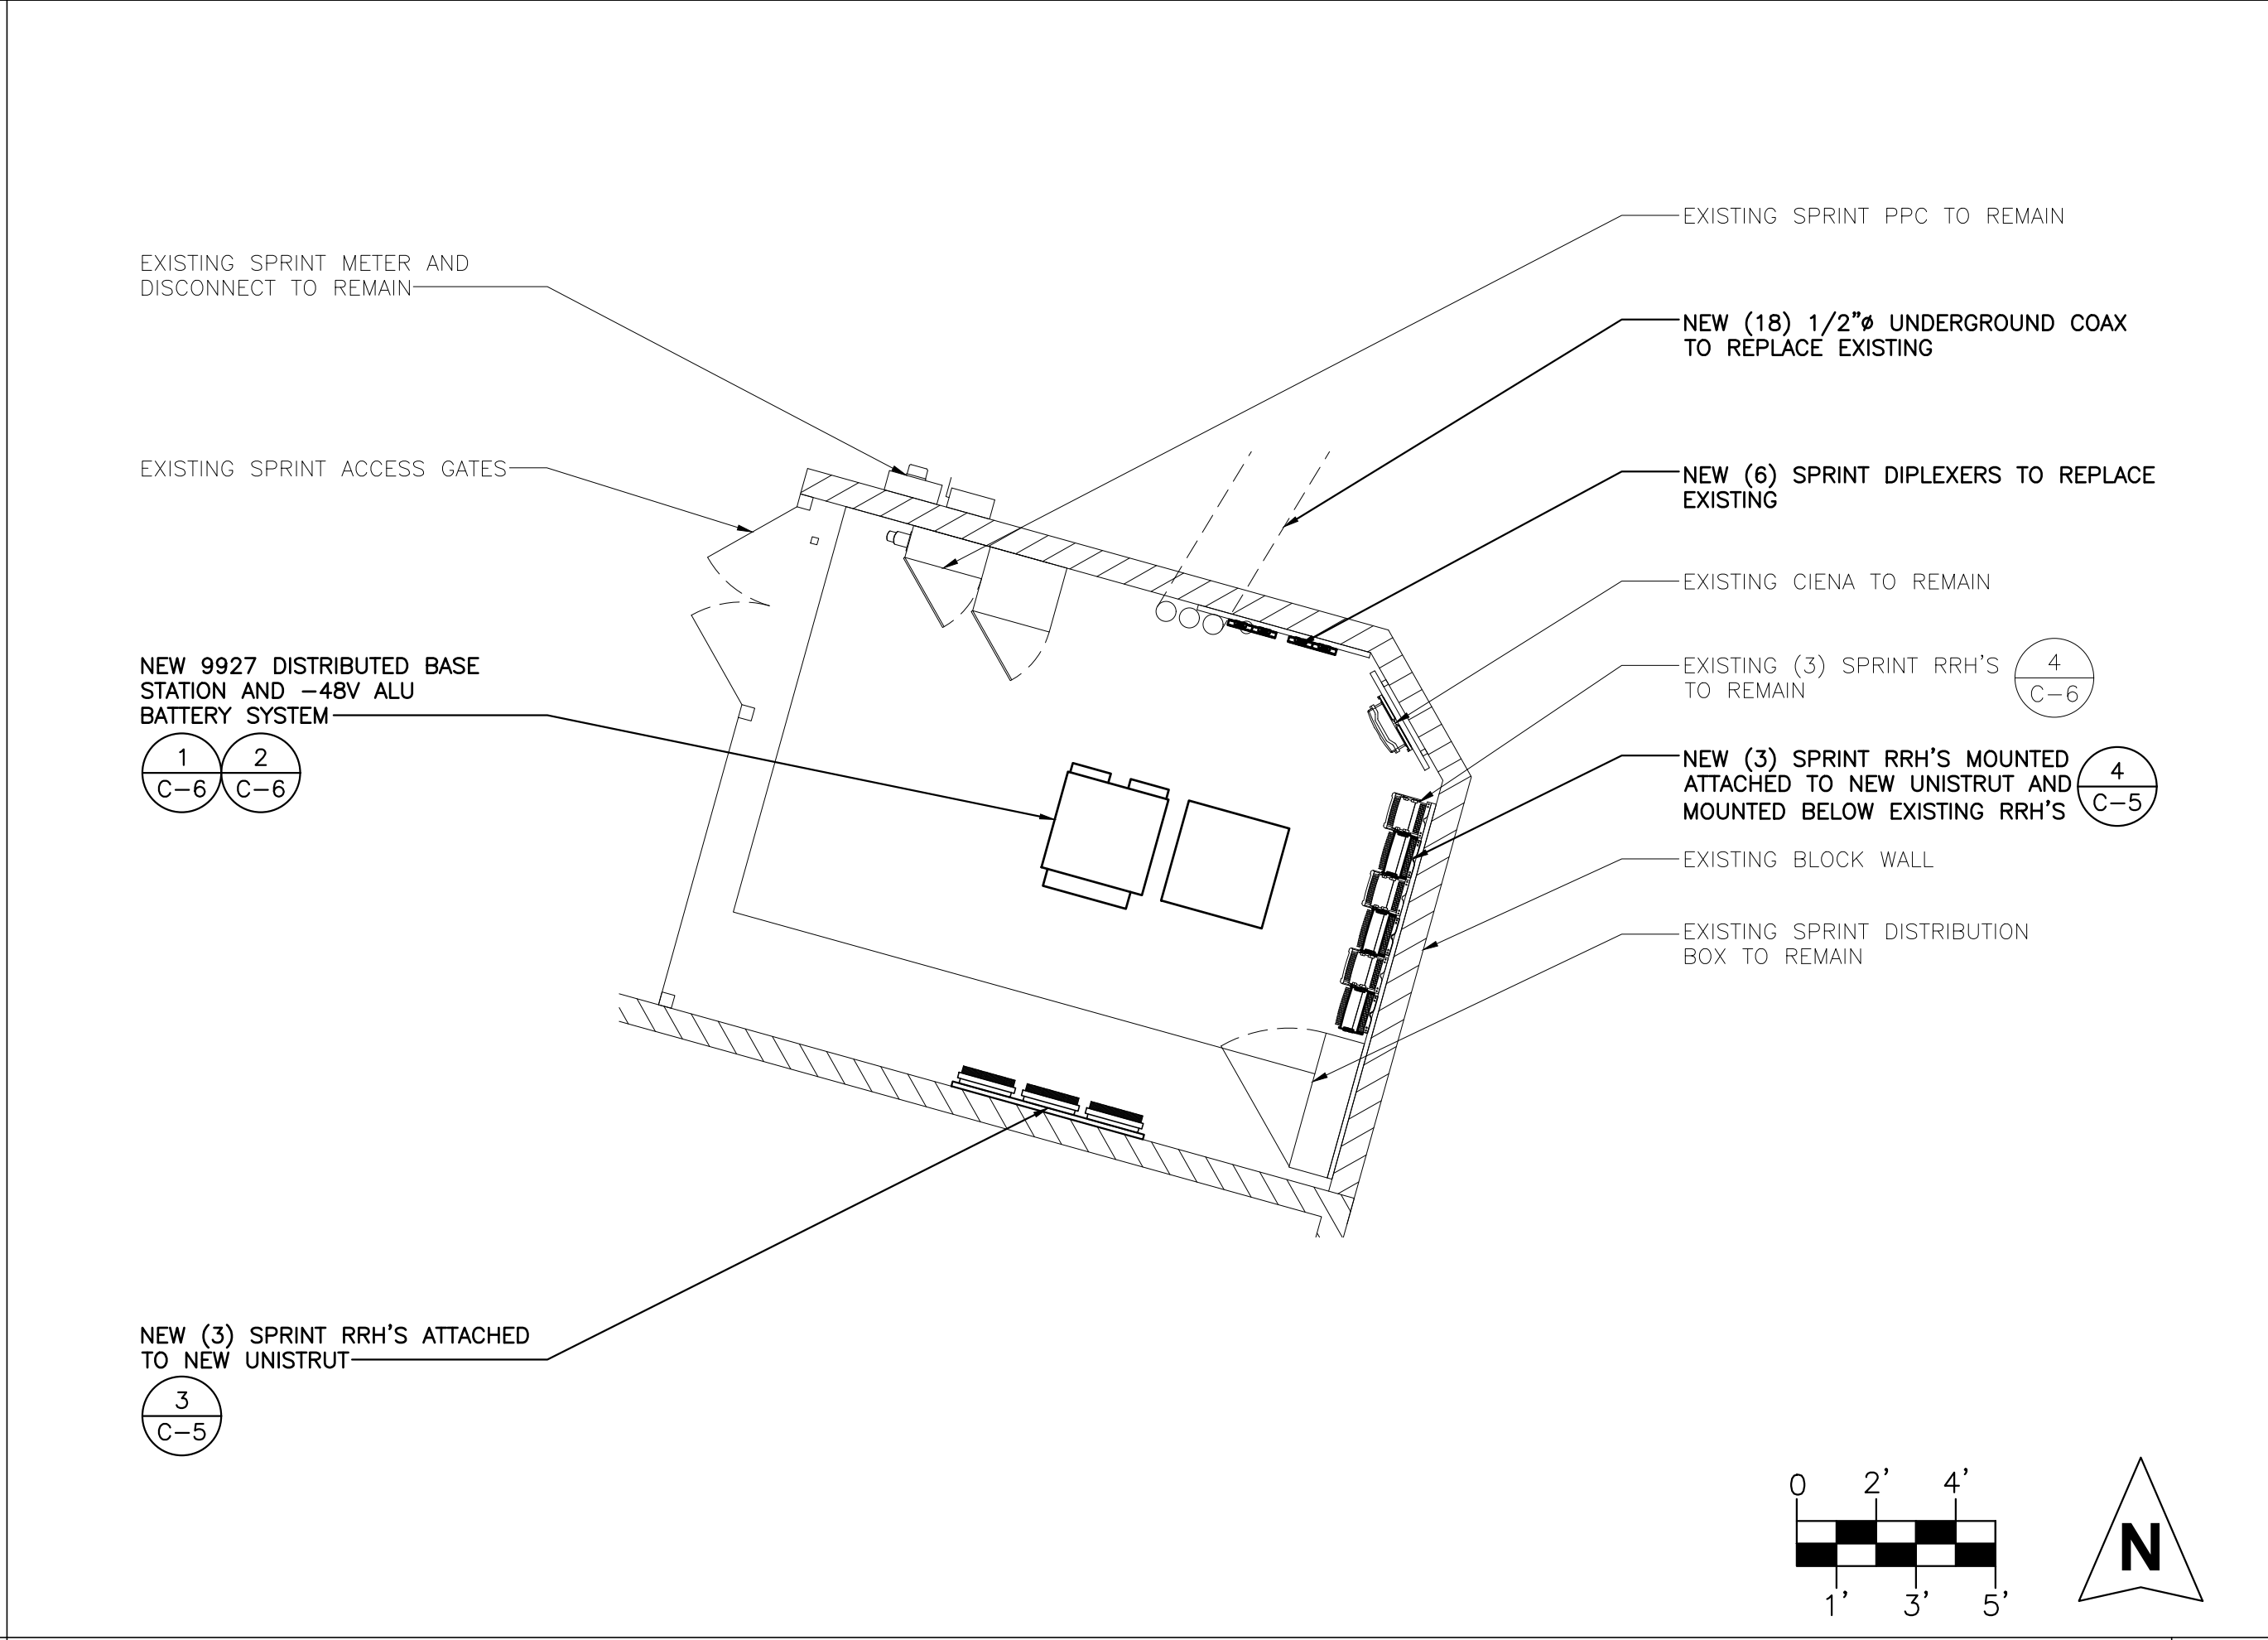 EXISTING SPRINT METER AND
DISCONNECT TO REMAIN
EXISTING SPRINT ACCESS GATES
NEW 9927 DISTRIBUTED BASE
STATION AND -48V ALU
BATTERY SYSTEM
1
C-6
2
C-6
NEW (3) SPRINT RRH'S ATTACHED
TO NEW UNISTRUT
3
C-5
EXISTING SPRINT PPC TO REMAIN
NEW (18) 1/2"ø UNDERGROUND COAX
TO REPLACE EXISTING
NEW (6) SPRINT DIPLEXERS TO REPLACE
EXISTING
EXISTING CIENA TO REMAIN
EXISTING (3) SPRINT RRH'S
TO REMAIN
4
C-6
NEW (3) SPRINT RRH'S MOUNTED
ATTACHED TO NEW UNISTRUT AND
MOUNTED BELOW EXISTING RRH'S
4
C-5
EXISTING BLOCK WALL
EXISTING SPRINT DISTRIBUTION
BOX TO REMAIN
0 2' 4'
1' 3' 5'
N